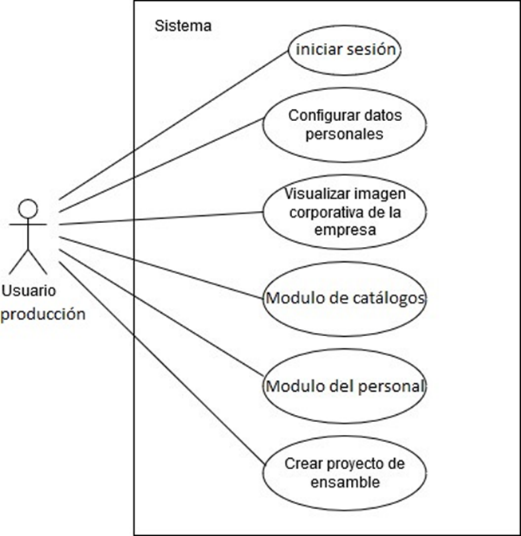 Sistema
iniciar sesión
Configurar datos
personales
Visualizar imagen
corporativa de la
empresa
Usuario
producción
Modulo de catálogos
Modulo del personal
Crear proyecto de
ensamble